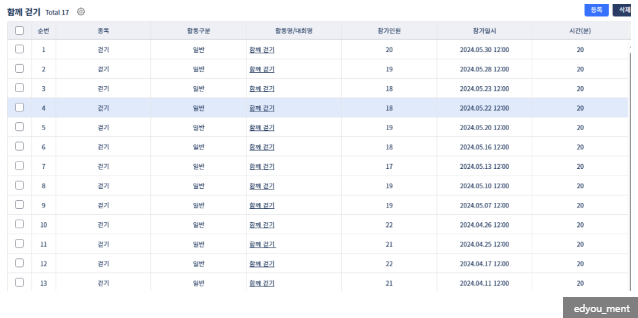 함께 걷기 Total 17 등록 삭제
순번 종목 활동구분 활동명/대회명 참가인원 참가일시 시간(분)
1 걷기 일반 함께 걷기 20 2024.05.30 12:00 20
2 걷기 일반 함께 걷기 19 2024.05.28 12:00 20
3 걷기 일반 함께 걷기 18 2024.05.23 12:00 20
4 걷기 일반 함께 걷기 18 2024.05.22 12:00 20
5 걷기 일반 함께 걷기 19 2024.05.20 12:00 20
6 걷기 일반 함께 걷기 18 2024.05.16 12:00 20
7 걷기 일반 함께 걷기 17 2024.05.13 12:00 20
8 걷기 일반 함께 걷기 19 2024.05.10 12:00 20
9 걷기 일반 함께 걷기 19 2024.05.07 12:00 20
10 걷기 일반 함께 걷기 22 2024.04.26 12:00 20
11 걷기 일반 함께 걷기 21 2024.04.25 12:00 20
12 걷기 일반 함께 걷기 22 2024.04.17 12:00 20
13 걷기 일반 함께 걷기 21 2024.04.11 12:00 20
edyou_ment